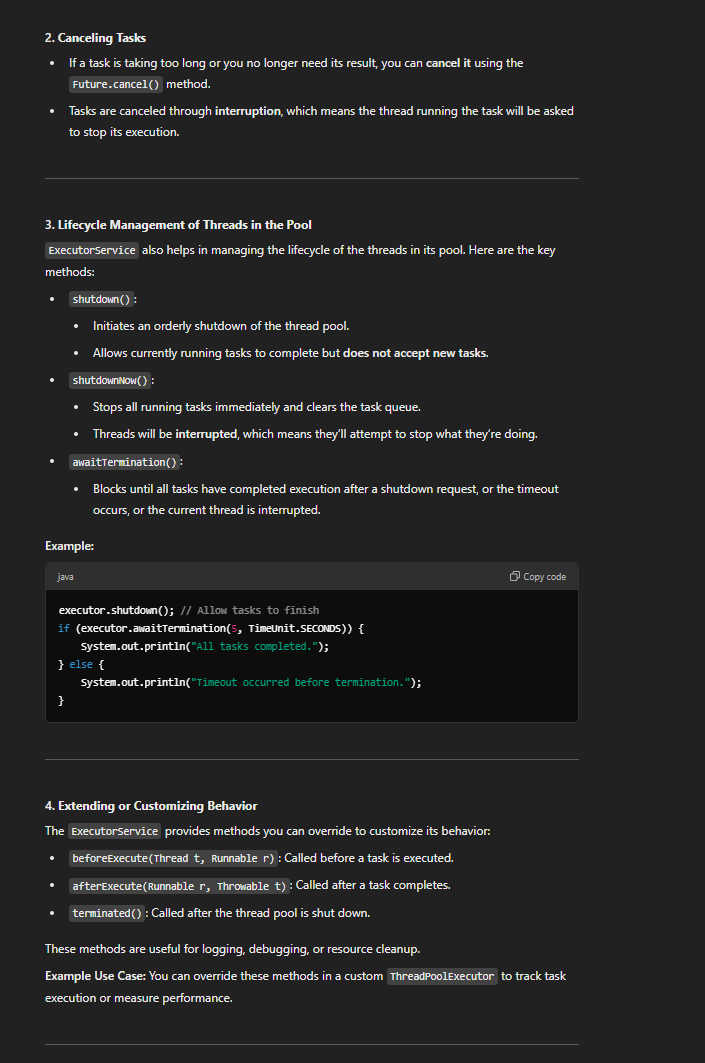 2. Canceling Tasks
• If a task is taking too long or you no longer need its result, you can cancel it using the
Future.cancel() method.
• Tasks are canceled through interruption, which means the thread running the task will be asked
to stop its execution.
3. Lifecycle Management of Threads in the Pool
ExecutorService also helps in managing the lifecycle of the threads in its pool. Here are the key
methods:
• shutdown():
• Initiates an orderly shutdown of the thread pool.
• Allows currently running tasks to complete but does not accept new tasks.
• shutdownNow():
• Stops all running tasks immediately and clears the task queue.
• Threads will be interrupted, which means they'll attempt to stop what they're doing.
• awaitTermination():
• Blocks until all tasks have completed execution after a shutdown request, or the timeout
occurs, or the current thread is interrupted.
Example:
java Copy code
executor.shutdown(); // Allow tasks to finish
if (executor.awaitTermination(5, TimeUnit.SECONDS)) {
    System.out.println("All tasks completed.");
} else {
    System.out.println("Timeout occurred before termination.");
}
4. Extending or Customizing Behavior
The ExecutorService provides methods you can override to customize its behavior:
• beforeExecute(Thread t, Runnable r): Called before a task is executed.
• afterExecute(Runnable r, Throwable t): Called after a task completes.
• terminated(): Called after the thread pool is shut down.
These methods are useful for logging, debugging, or resource cleanup.
Example Use Case: You can override these methods in a custom ThreadPoolExecutor to track task
execution or measure performance.